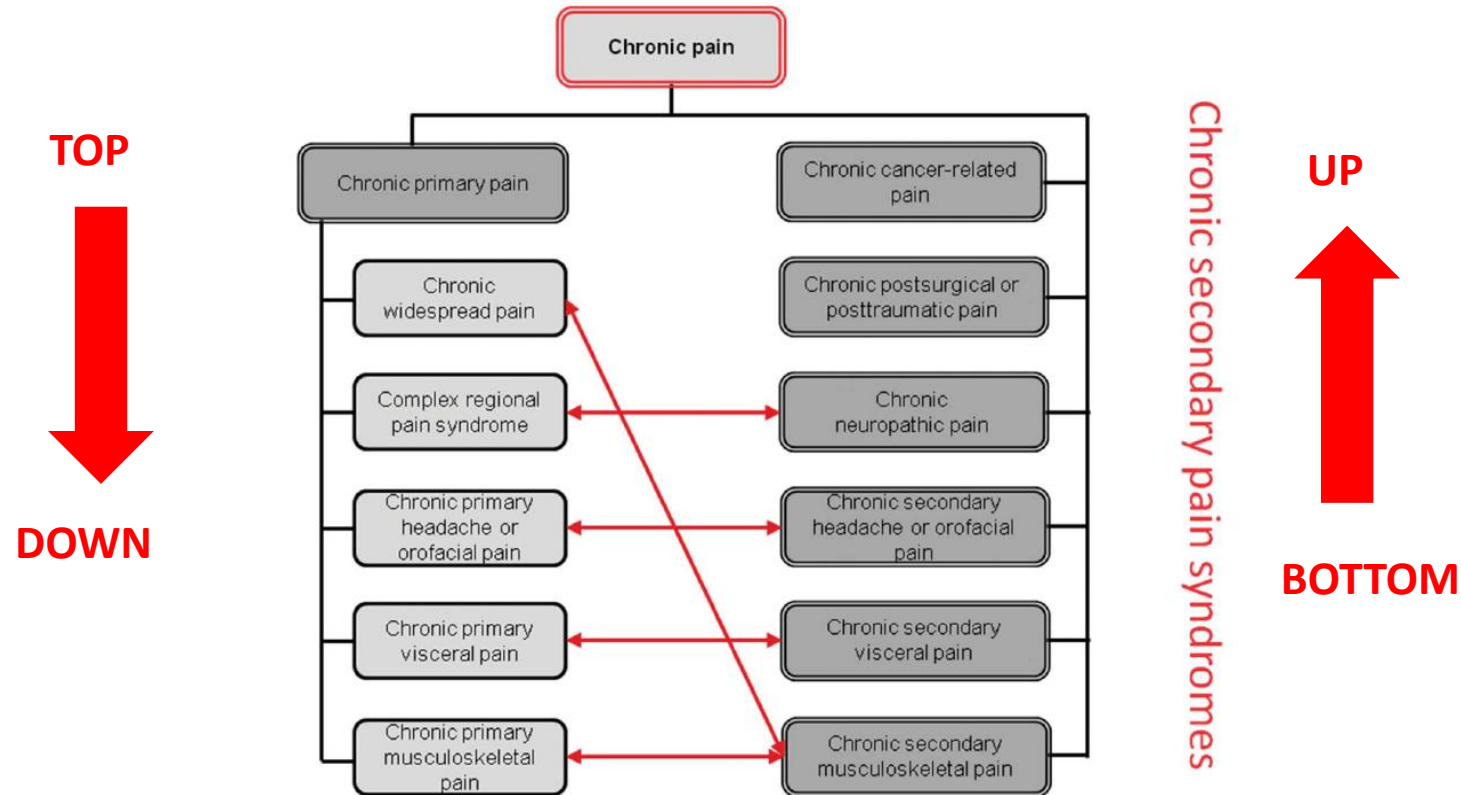 Chronic pain
TOP
DOWN
Chronic primary pain
Chronic
widespread pain
Complex regional
pain syndrome
Chronic primary
headache or
orofacial pain
Chronic primary
visceral pain
Chronic primary
musculoskeletal
pain
Chronic cancer-related
pain
Chronic postsurgical or
posttraumatic pain
Chronic
neuropathic pain
Chronic secondary
headache or orofacial
pain
Chronic secondary
visceral pain
Chronic secondary
musculoskeletal pain
Chronic secondary pain syndromes
UP
BOTTOM